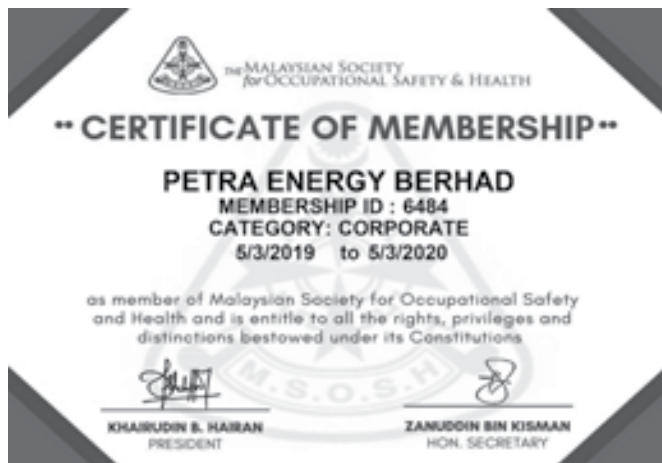 THE MALAYSIAN SOCIETY
for OCCUPATIONAL SAFETY & HEALTH
CERTIFICATE OF MEMBERSHIP
PETRA ENERGY BERHAD
MEMBERSHIP ID : 6484
CATEGORY: CORPORATE
5/3/2019 to 5/3/2020
as member of Malaysian Society for Occupational Safety
and Health and is entitle to all the rights, privileges and
distinctions bestowed under its Constitutions
M.S.O.S.H
KHAIRUDIN B. HAIRAN
PRESIDENT
ZANUDDIN BIN KISMAN
HON. SECRETARY